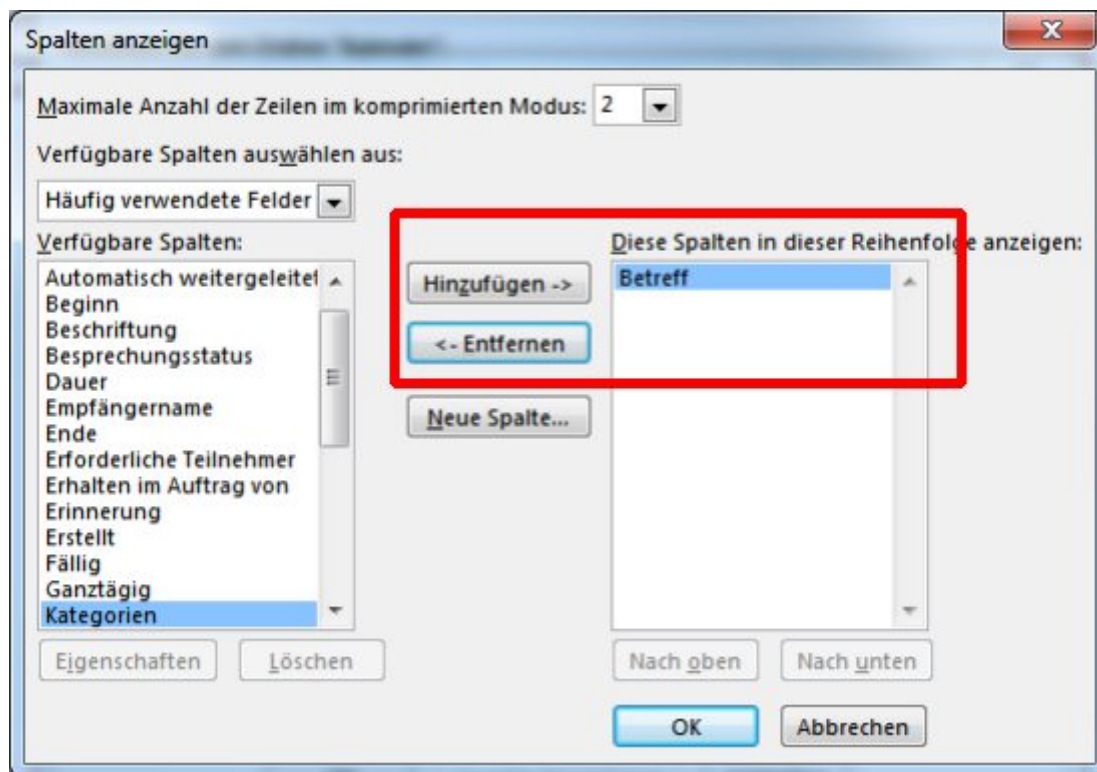 Spalten anzeigen
Maximale Anzahl der Zeilen im komprimierten Modus: 2
Verfügbare Spalten auswählen aus:
Häufig verwendete Felder
Verfügbare Spalten:
Automatisch weitergeleitet
Beginn
Beschriftung
Besprechungsstatus
Dauer
Empfängername
Ende
Erforderliche Teilnehmer
Erhalten im Auftrag von
Erinnerung
Erstellt
Fällig
Ganztägig
Kategorien
Eigenschaften
Löschen
Hinzufügen ->
<- Entfernen
Neue Spalte...
Diese Spalten in dieser Reihenfolge anzeigen:
Betreff
Nach oben
Nach unten
OK
Abbrechen